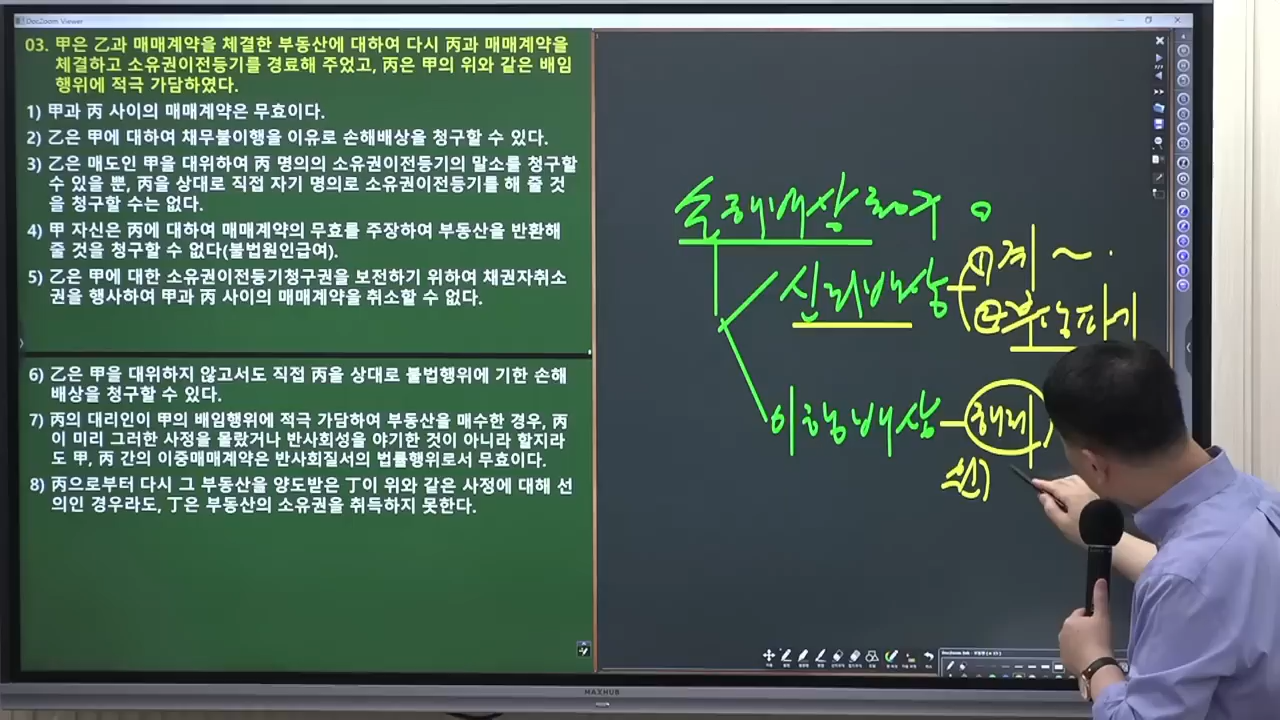 DocZoom Viewer
03. 甲은 乙과 매매계약을 체결한 부동산에 대하여 다시 丙과 매매계약을
체결하고 소유권이전등기를 경료해 주었고, 丙은 甲의 위와 같은 배임
행위에 적극 가담하였다.
1) 甲과 丙 사이의 매매계약은 무효이다.
2) 乙은 甲에 대하여 채무불이행을 이유로 손해배상을 청구할 수 있다.
3) 乙은 매도인 甲을 대위하여 丙 명의의 소유권이전등기의 말소를 청구할
수 있을 뿐, 丙을 상대로 직접 자기 명의로 소유권이전등기를 해 줄 것
을 청구할 수는 없다.
4) 甲 자신은 丙에 대하여 매매계약의 무효를 주장하여 부동산을 반환해
줄 것을 청구할 수 없다(불법원인급여).
5) 乙은 甲에 대한 소유권이전등기청구권을 보전하기 위하여 채권자취소
권을 행사하여 甲과 丙 사이의 매매계약을 취소할 수 없다.
6) 乙은 甲을 대위하지 않고서도 직접 丙을 상대로 불법행위에 기한 손해
배상을 청구할 수 있다.
7) 丙의 대리인이 甲의 배임행위에 적극 가담하여 부동산을 매수한 경우, 丙
이 미리 그러한 사정을 몰랐거나 반사회성을 야기한 것이 아니라 할지라
도 甲, 丙 간의 이중매매계약은 반사회질서의 법률행위로서 무효이다.
8) 丙으로부터 다시 그 부동산을 양도받은 丁이 위와 같은 사정에 대해 선
의인 경우라도, 丁은 부동산의 소유권을 취득하지 못한다.
손해배상
신뢰배상 ① 계 ~
② 부당파기
이행배상 해제
MAXHUB